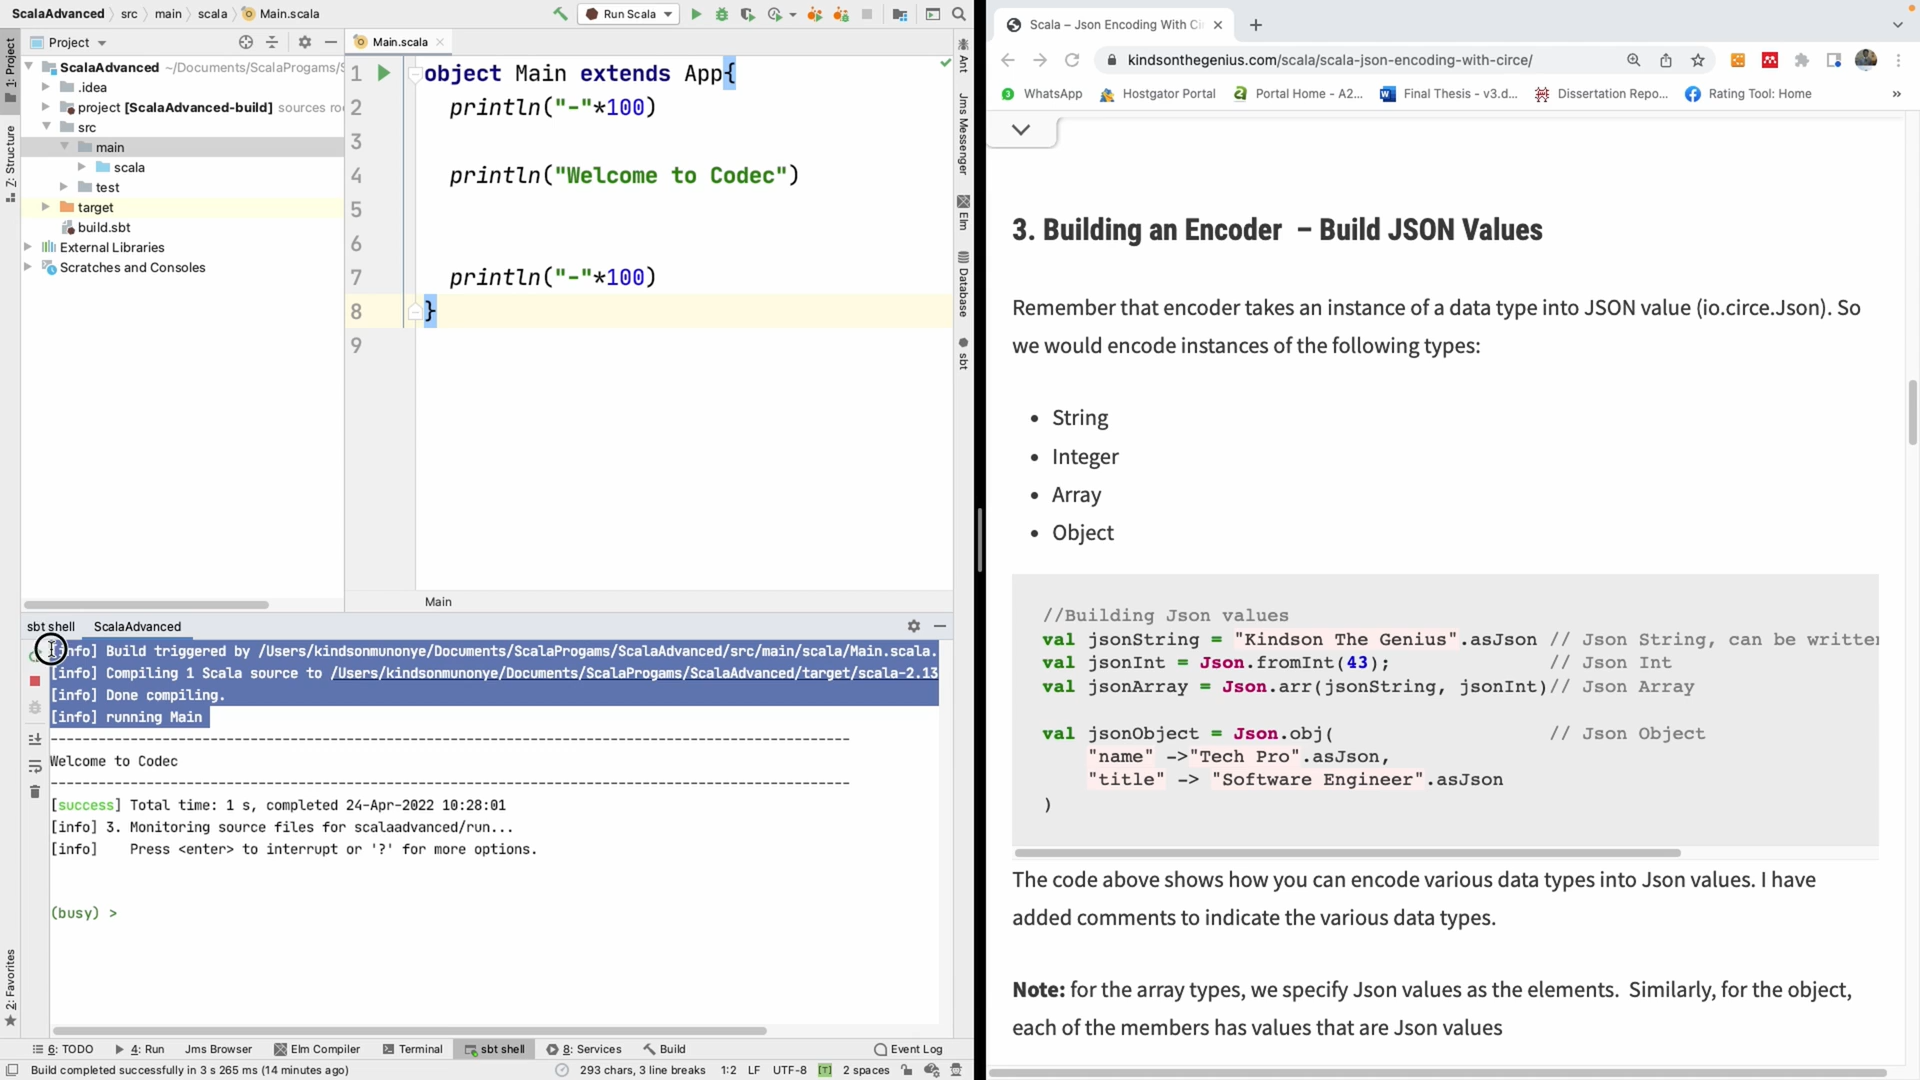 ScalaAdvanced src main scala Main.scala
Run Scala
Project
Main.scala
1: Project
Z: Structure
2: Favorites
ScalaAdvanced ~/Documents/ScalaProgams/S
.idea
project [ScalaAdvanced-build] sources ro
src
main
scala
test
target
build.sbt
External Libraries
Scratches and Consoles
1 object Main extends App{
2 println("-"*100)
3
4 println("Welcome to Codec")
5
6
7 println("-"*100)
8 }
9
Main
Ant
Jms Messenger
Elm
Database
sbt
sbt shell ScalaAdvanced
[info] Build triggered by /Users/kindsonmunonye/Documents/ScalaProgams/ScalaAdvanced/src/main/scala/Main.scala.
[info] Compiling 1 Scala source to /Users/kindsonmunonye/Documents/ScalaProgams/ScalaAdvanced/target/scala-2.13
[info] Done compiling.
[info] running Main
----------------------------------------------------------------------------------------------------
Welcome to Codec
----------------------------------------------------------------------------------------------------
[success] Total time: 1 s, completed 24-Apr-2022 10:28:01
[info] 3. Monitoring source files for scalaadvanced/run...
[info] Press <enter> to interrupt or '?' for more options.
(busy) >
6: TODO 4: Run Jms Browser Elm Compiler Terminal sbt shell 8: Services Build Event Log
Build completed successfully in 3 s 265 ms (14 minutes ago) 293 chars, 3 line breaks 1:2 LF UTF-8 [T] 2 spaces
Scala – Json Encoding With Ci
kindsonthegenius.com/scala/scala-json-encoding-with-circe/
WhatsApp Hostgator Portal Portal Home - A2... Final Thesis - v3.d... Dissertation Repo... Rating Tool: Home »
3. Building an Encoder – Build JSON Values
Remember that encoder takes an instance of a data type into JSON value (io.circe.Json). So
we would encode instances of the following types:
• String
• Integer
• Array
• Object
//Building Json values
val jsonString = "Kindson The Genius".asJson // Json String, can be written
val jsonInt = Json.fromInt(43); // Json Int
val jsonArray = Json.arr(jsonString, jsonInt)// Json Array
val jsonObject = Json.obj( // Json Object
"name" ->"Tech Pro".asJson,
"title" -> "Software Engineer".asJson
)
The code above shows how you can encode various data types into Json values. I have
added comments to indicate the various data types.
Note: for the array types, we specify Json values as the elements. Similarly, for the object,
each of the members has values that are Json values